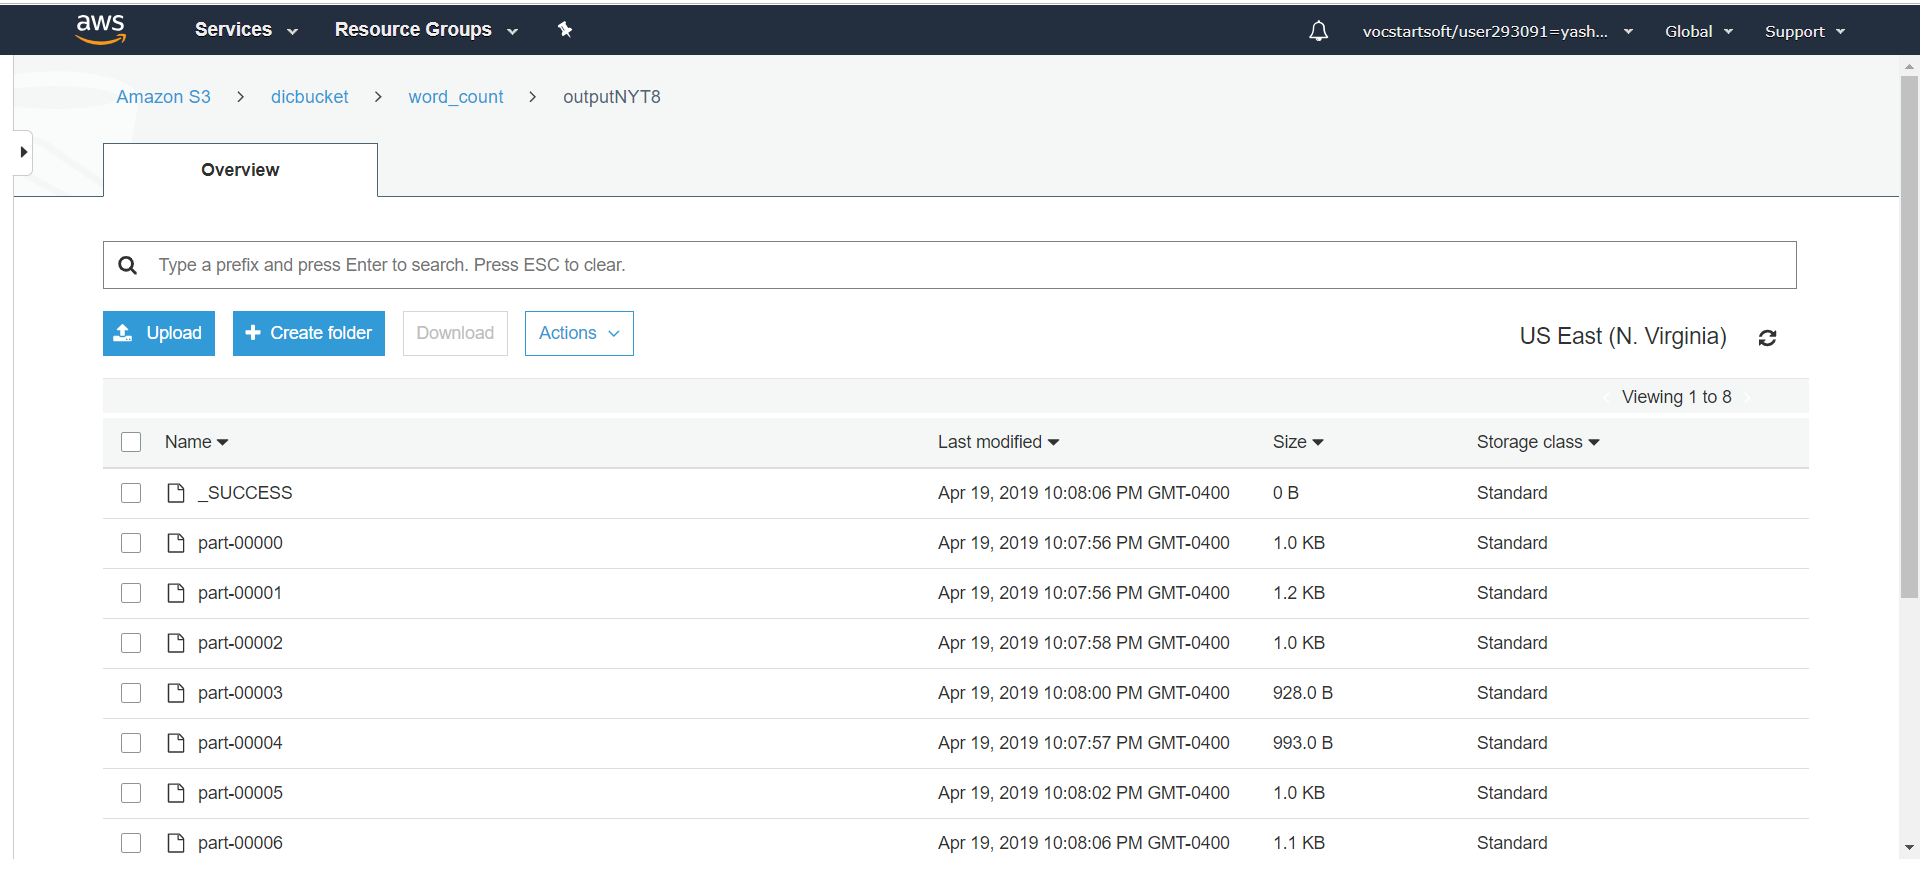 aws Services Resource Groups vocstartsoft/user293091=yash... Global Support
Amazon S3 > dicbucket > word_count > outputNYT8
Overview
Type a prefix and press Enter to search. Press ESC to clear.
Upload + Create folder Download Actions US East (N. Virginia)
Viewing 1 to 8
Name Last modified Size Storage class
_SUCCESS Apr 19, 2019 10:08:06 PM GMT-0400 0 B Standard
part-00000 Apr 19, 2019 10:07:56 PM GMT-0400 1.0 KB Standard
part-00001 Apr 19, 2019 10:07:56 PM GMT-0400 1.2 KB Standard
part-00002 Apr 19, 2019 10:07:58 PM GMT-0400 1.0 KB Standard
part-00003 Apr 19, 2019 10:08:00 PM GMT-0400 928.0 B Standard
part-00004 Apr 19, 2019 10:07:57 PM GMT-0400 993.0 B Standard
part-00005 Apr 19, 2019 10:08:02 PM GMT-0400 1.0 KB Standard
part-00006 Apr 19, 2019 10:08:06 PM GMT-0400 1.1 KB Standard